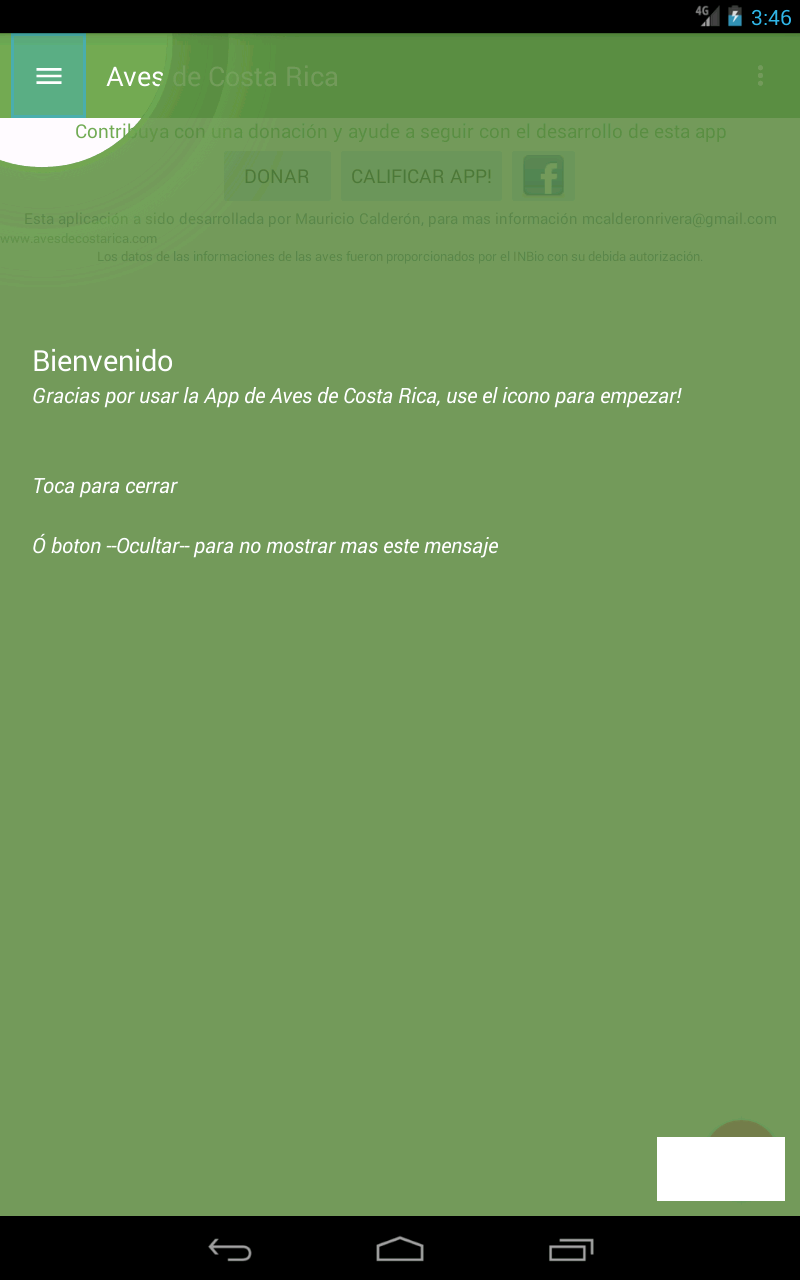 4G 3:46
Aves de Costa Rica
Contribuya con una donación y ayude a seguir con el desarrollo de esta app
DONAR CALIFICAR APP! f
Esta aplicación a sido desarrollada por Mauricio Calderón, para mas información mcalderonrivera@gmail.com
www.avesdecostarica.com
Los datos de las informaciones de las aves fueron proporcionados por el INBio con su debida autorización.
Bienvenido
Gracias por usar la App de Aves de Costa Rica, use el icono para empezar!
Toca para cerrar
Ó boton --Ocultar-- para no mostrar mas este mensaje